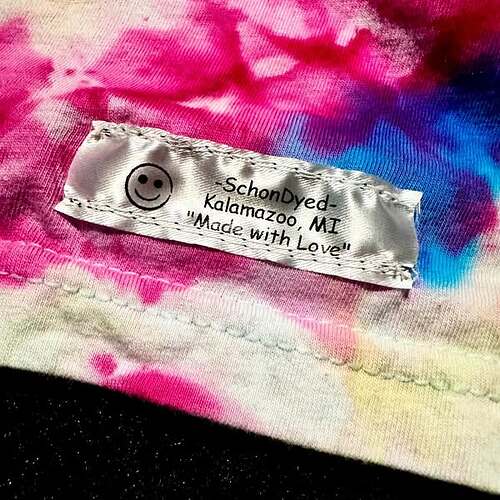 -SchonDyed-
Kalamazoo, MI
"Made with Love"